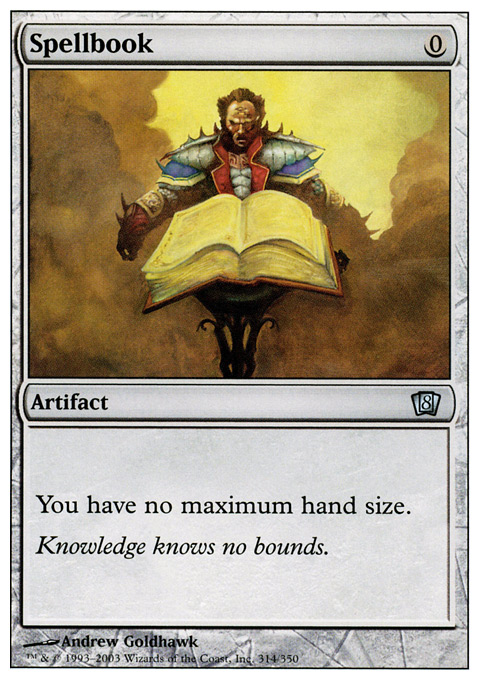 Spellbook 0
Artifact 8
You have no maximum hand size.
Knowledge knows no bounds.
Andrew Goldhawk
™ & © 1993–2003 Wizards of the Coast, Inc. 314/350